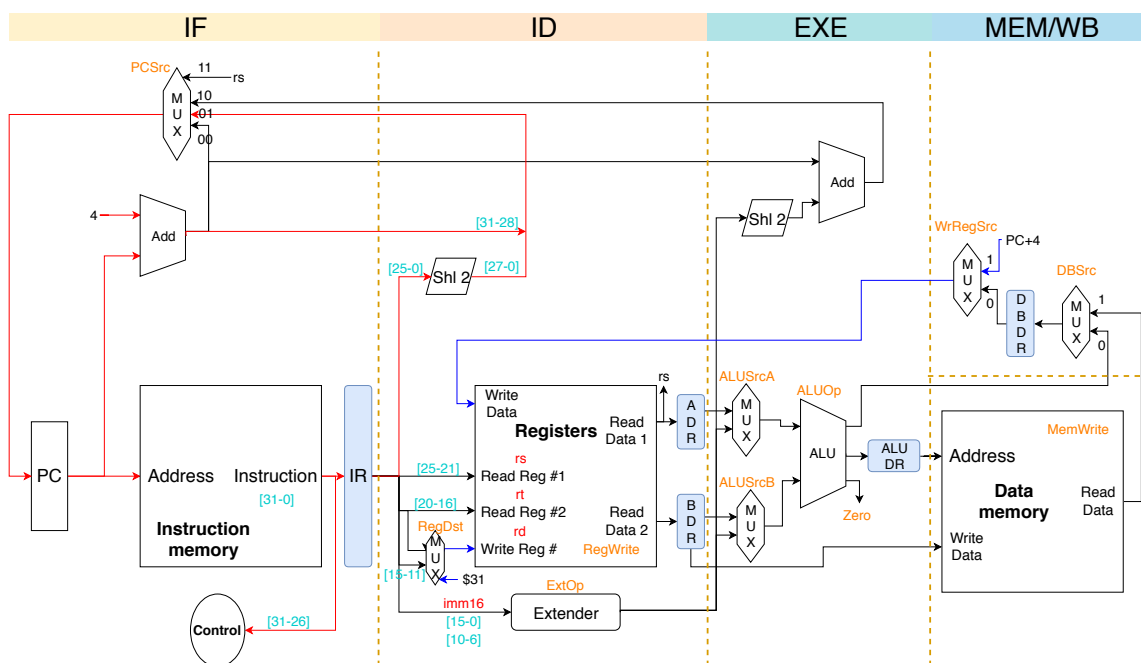 IF
ID
EXE
MEM/WB
PCSrc
11
rs
M
U
X
10
01
00
4
Add
[31-28]
[25-0]
Shl 2
[27-0]
Shl 2
Add
WrRegSrc
PC+4
M
U
X
1
0
D
B
D
R
DBSrc
M
U
X
1
0
PC
Address
Instruction
[31-0]
Instruction
memory
IR
Control
[31-26]
Write
Data
Registers
Read
Data 1
rs
rs
[25-21]
Read Reg #1
rt
[20-16]
Read Reg #2
rd
RegDst
Write Reg #
Read
Data 2
RegWrite
M
U
X
[15-11]
$31
imm16
[15-0]
[10-6]
ExtOp
Extender
A
D
R
B
D
R
ALUSrcA
M
U
X
ALUSrcB
M
U
X
ALUOp
ALU
Zero
ALU
DR
MemWrite
Address
Data
memory
Read
Data
Write
Data